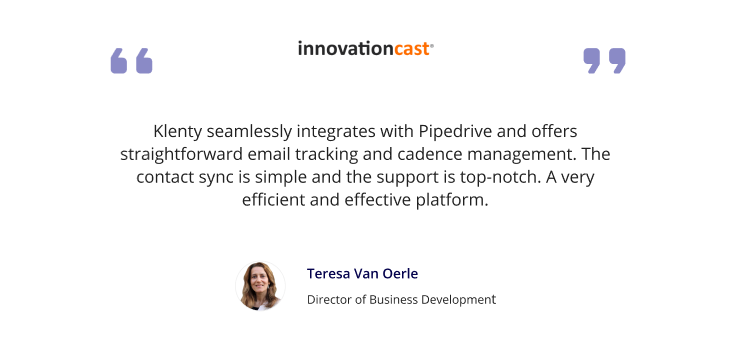 innovationcast®
Klenty seamlessly integrates with Pipedrive and offers
straightforward email tracking and cadence management. The
contact sync is simple and the support is top-notch. A very
efficient and effective platform.
Teresa Van Oerle
Director of Business Development